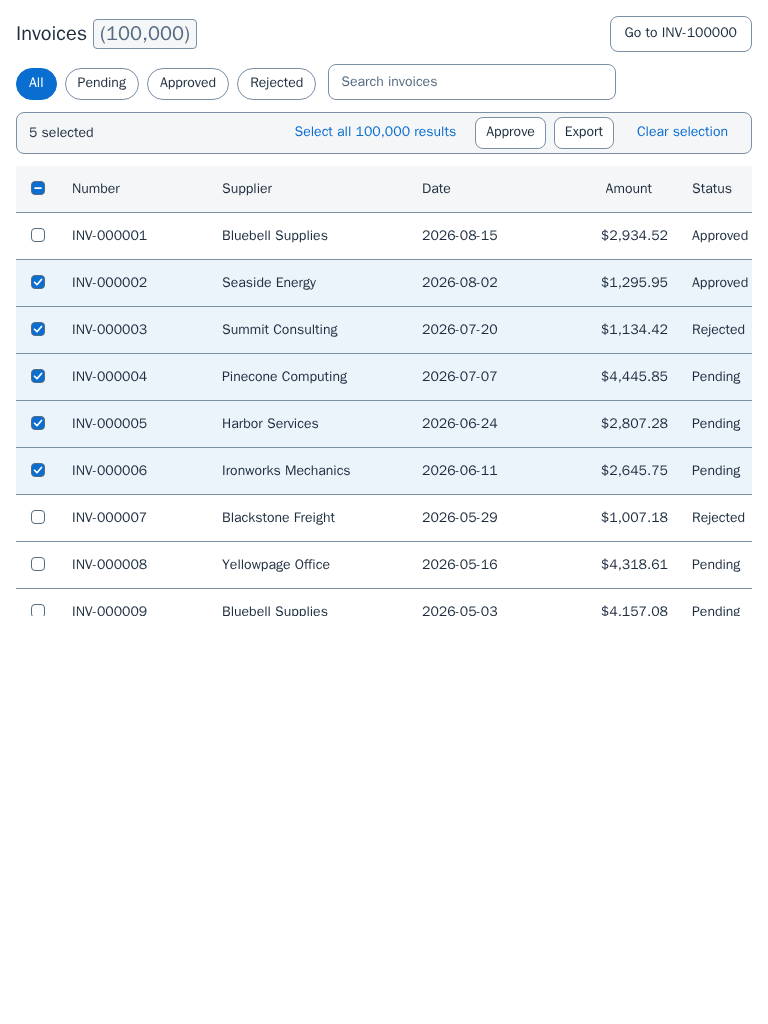 Invoices (100,000) Go to INV-100000
All Pending Approved Rejected Search invoices
5 selected Select all 100,000 results Approve Export Clear selection
Number Supplier Date Amount Status
INV-000001 Bluebell Supplies 2026-08-15 $2,934.52 Approved
INV-000002 Seaside Energy 2026-08-02 $1,295.95 Approved
INV-000003 Summit Consulting 2026-07-20 $1,134.42 Rejected
INV-000004 Pinecone Computing 2026-07-07 $4,445.85 Pending
INV-000005 Harbor Services 2026-06-24 $2,807.28 Pending
INV-000006 Ironworks Mechanics 2026-06-11 $2,645.75 Pending
INV-000007 Blackstone Freight 2026-05-29 $1,007.18 Rejected
INV-000008 Yellowpage Office 2026-05-16 $4,318.61 Pending
INV-000009 Bluebell Supplies 2026-05-03 $4,157.08 Pending